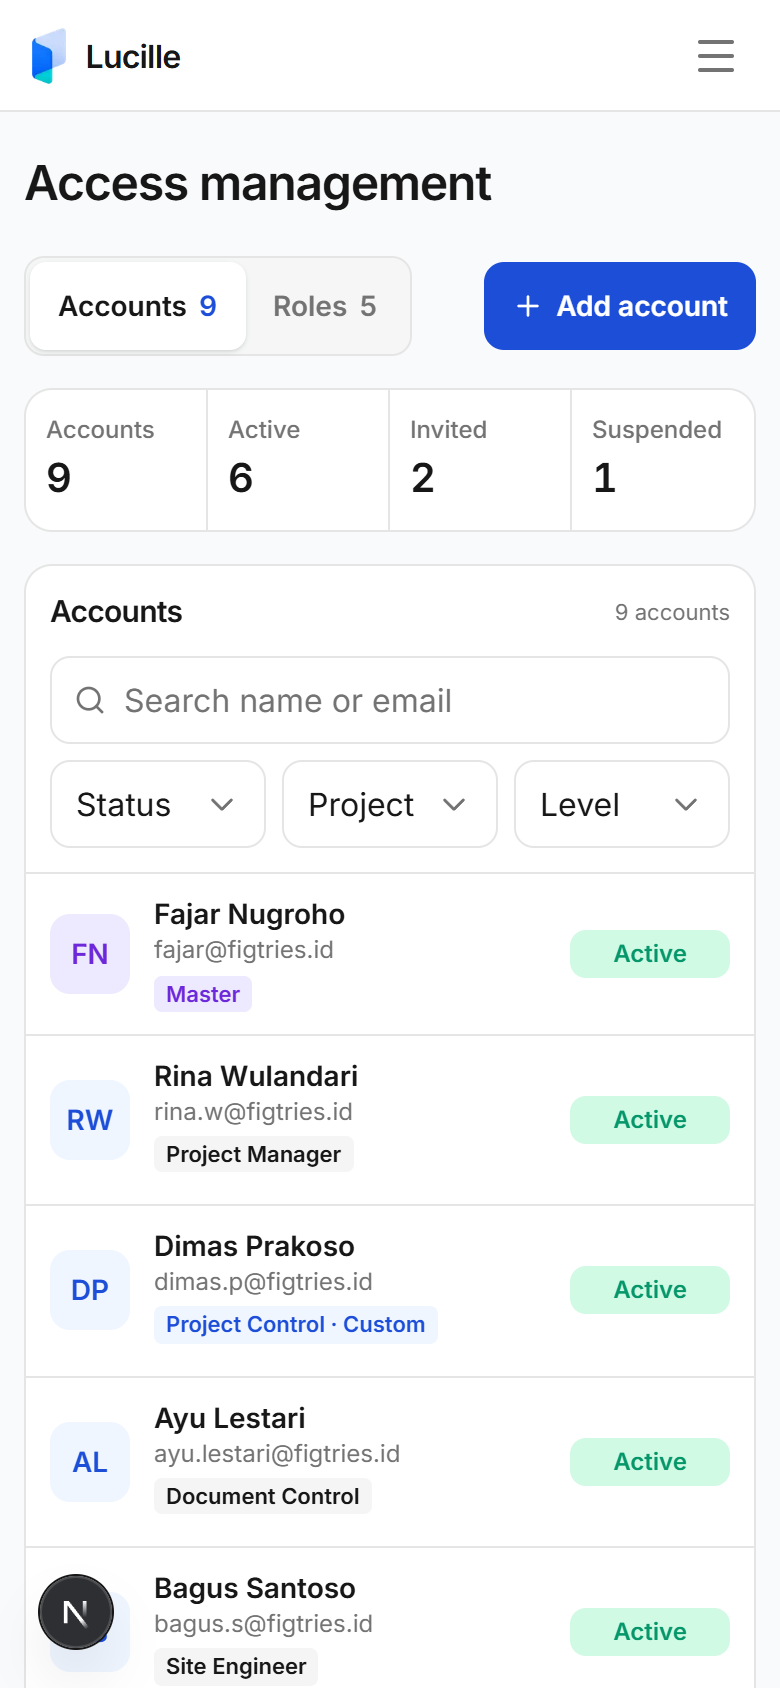 Lucille
Access management
Accounts 9
Roles 5
+ Add account
Accounts
9
Active
6
Invited
2
Suspended
1
Accounts
9 accounts
Search name or email
Status
Project
Level
FN
Fajar Nugroho
fajar@figtries.id
Master
Active
RW
Rina Wulandari
rina.w@figtries.id
Project Manager
Active
DP
Dimas Prakoso
dimas.p@figtries.id
Project Control · Custom
Active
AL
Ayu Lestari
ayu.lestari@figtries.id
Document Control
Active
N
Bagus Santoso
bagus.s@figtries.id
Site Engineer
Active